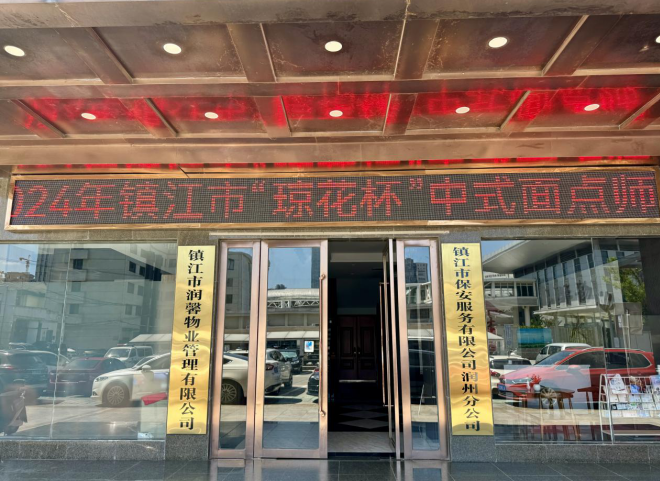 024年镇江市“琼花杯”中式面点师
镇江市润馨物业管理有限公司
镇江市保安服务有限公司润州分公司